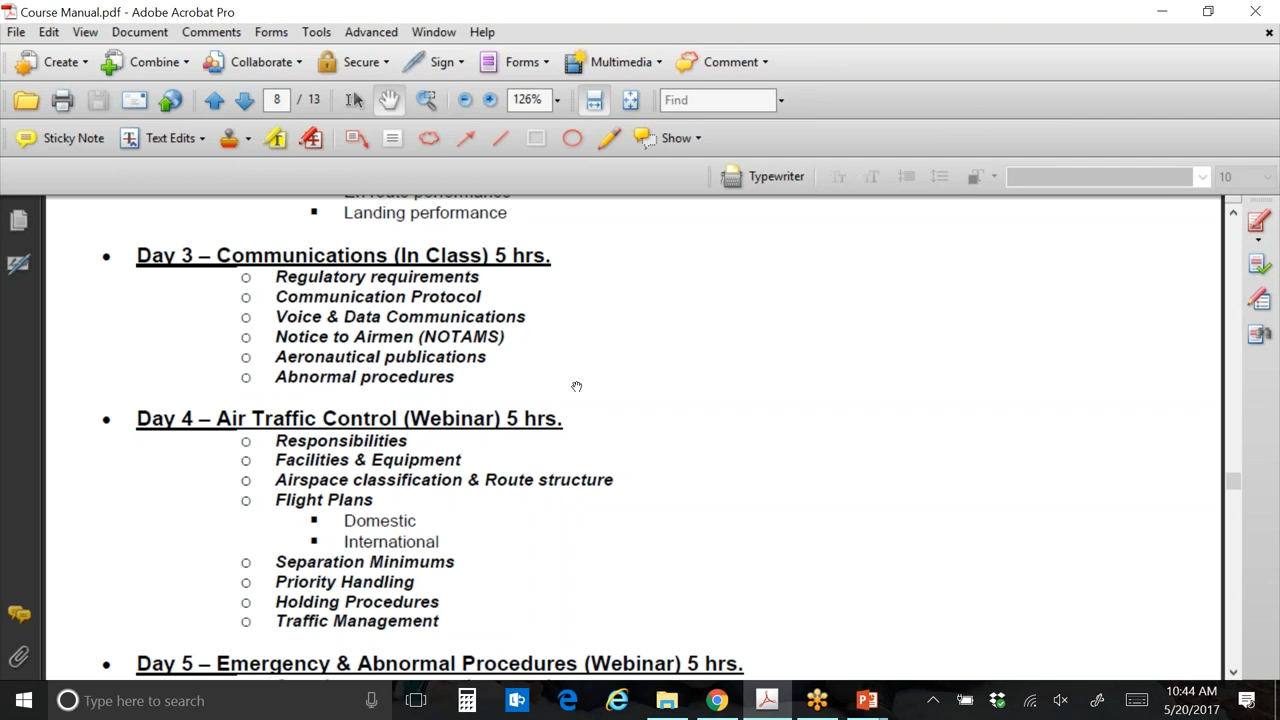 Course Manual.pdf - Adobe Acrobat Pro
File Edit View Document Comments Forms Tools Advanced Window Help
Create Combine Collaborate Secure Sign Forms Multimedia Comment
8 / 13 126% Find
Sticky Note Text Edits Show
Typewriter 10
En route performance
▪ Landing performance
• Day 3 – Communications (In Class) 5 hrs.
o Regulatory requirements
o Communication Protocol
o Voice & Data Communications
o Notice to Airmen (NOTAMS)
o Aeronautical publications
o Abnormal procedures
• Day 4 – Air Traffic Control (Webinar) 5 hrs.
o Responsibilities
o Facilities & Equipment
o Airspace classification & Route structure
o Flight Plans
▪ Domestic
▪ International
o Separation Minimums
o Priority Handling
o Holding Procedures
o Traffic Management
• Day 5 – Emergency & Abnormal Procedures (Webinar) 5 hrs.
Type here to search
10:44 AM
5/20/2017